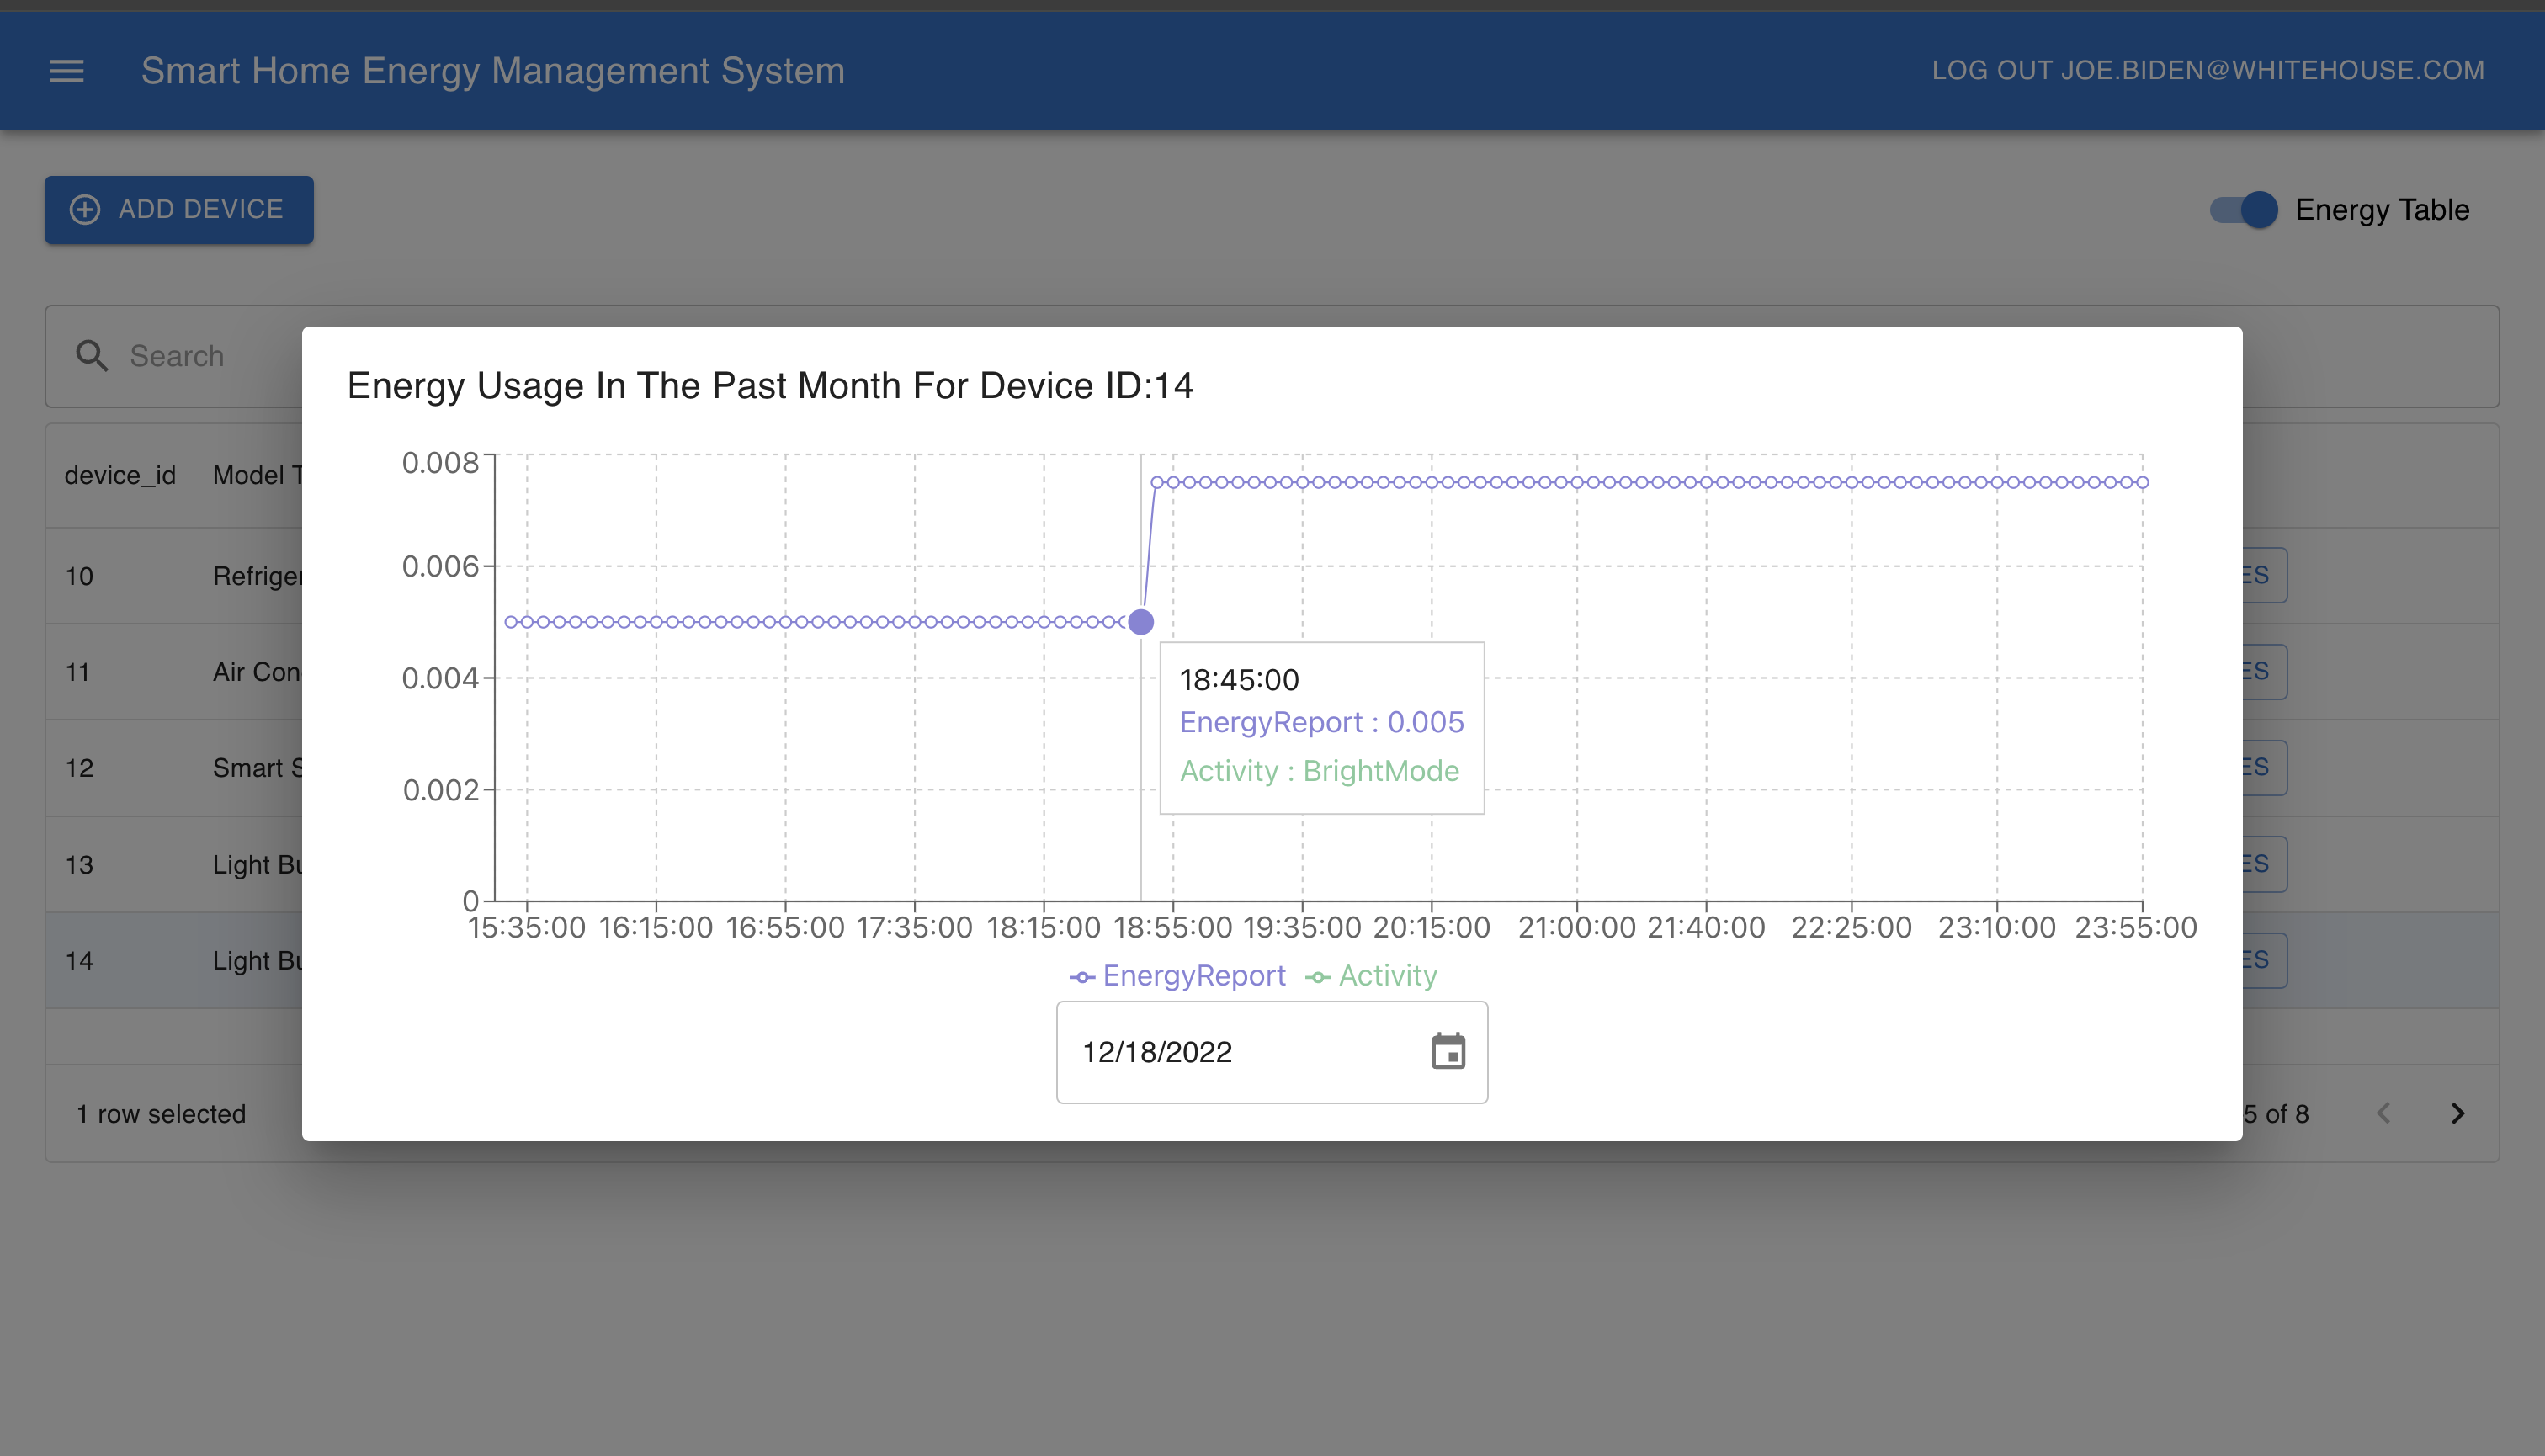 Smart Home Energy Management System
LOG OUT JOE.BIDEN@WHITEHOUSE.COM
ADD DEVICE
Energy Table
Search
Energy Usage In The Past Month For Device ID:14
0.008
0.006
0.004
0.002
0
18:45:00
EnergyReport : 0.005
Activity : BrightMode
15:35:00 16:15:00 16:55:00 17:35:00 18:15:00 18:55:00 19:35:00 20:15:00 21:00:00 21:40:00 22:25:00 23:10:00 23:55:00
EnergyReport Activity
12/18/2022
device_id Model T
10 Refriger ES
11 Air Con ES
12 Smart S ES
13 Light Bu ES
14 Light Bu ES
1 row selected
5 of 8